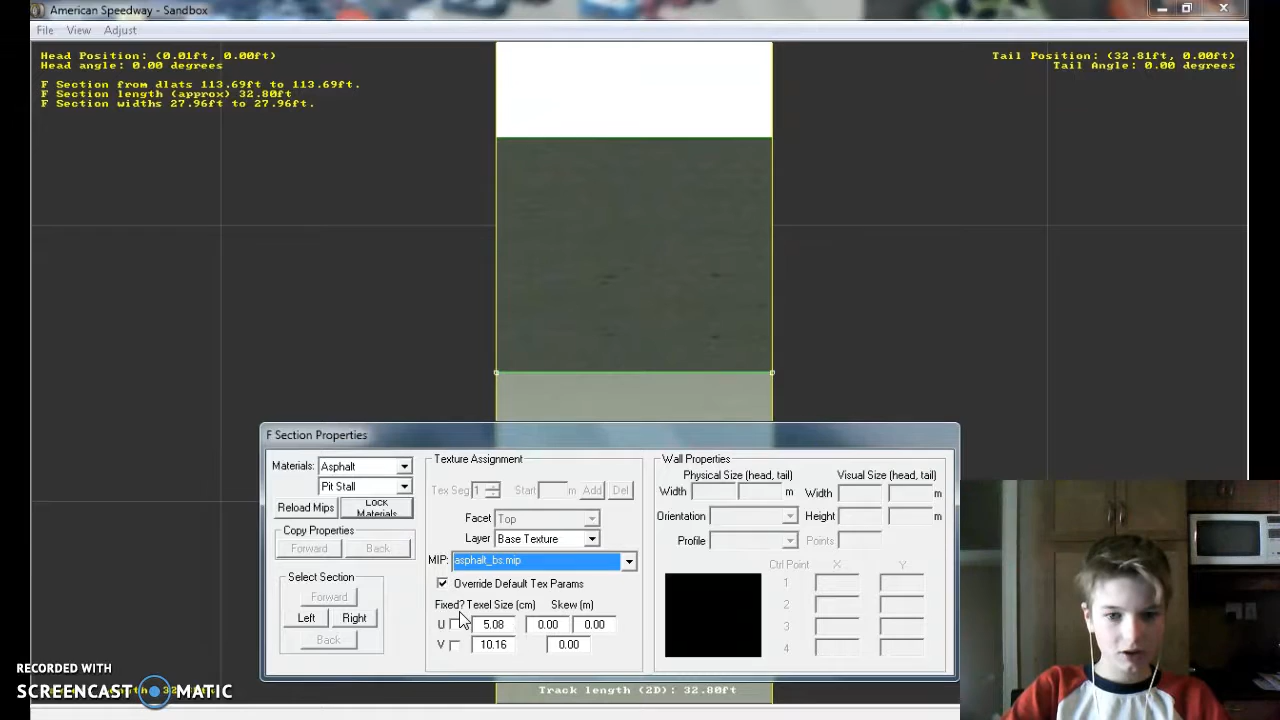 American Speedway - Sandbox
File View Adjust
Head Position: (0.01ft, 0.00ft)
Head angle: 0.00 degrees
Tail Position: (32.81ft, 0.00ft)
Tail Angle: 0.00 degrees
F Section from dlats 113.69ft to 113.69ft.
F Section length (approx) 32.80ft
F Section widths 27.96ft to 27.96ft.
F Section Properties
Materials: Asphalt
Pit Stall
Reload Mips
Lock Materials
Copy Properties
Forward Back
Select Section
Forward
Left Right
Back
Texture Assignment
Tex Seg 1 Start m Add Del
Facet Top
Layer Base Texture
MIP: asphalt_bs.mip
Override Default Tex Params
Fixed? Texel Size (cm) Skew (m)
U 5.08 0.00 0.00
V 10.16 0.00
Wall Properties
Physical Size (head, tail) Visual Size (head, tail)
Width m Width
Orientation Height m
Profile Points
Ctrl Point X Y
1
2
3
4
RECORDED WITH
SCREENCAST MATIC
Track length (2D): 32.80ft